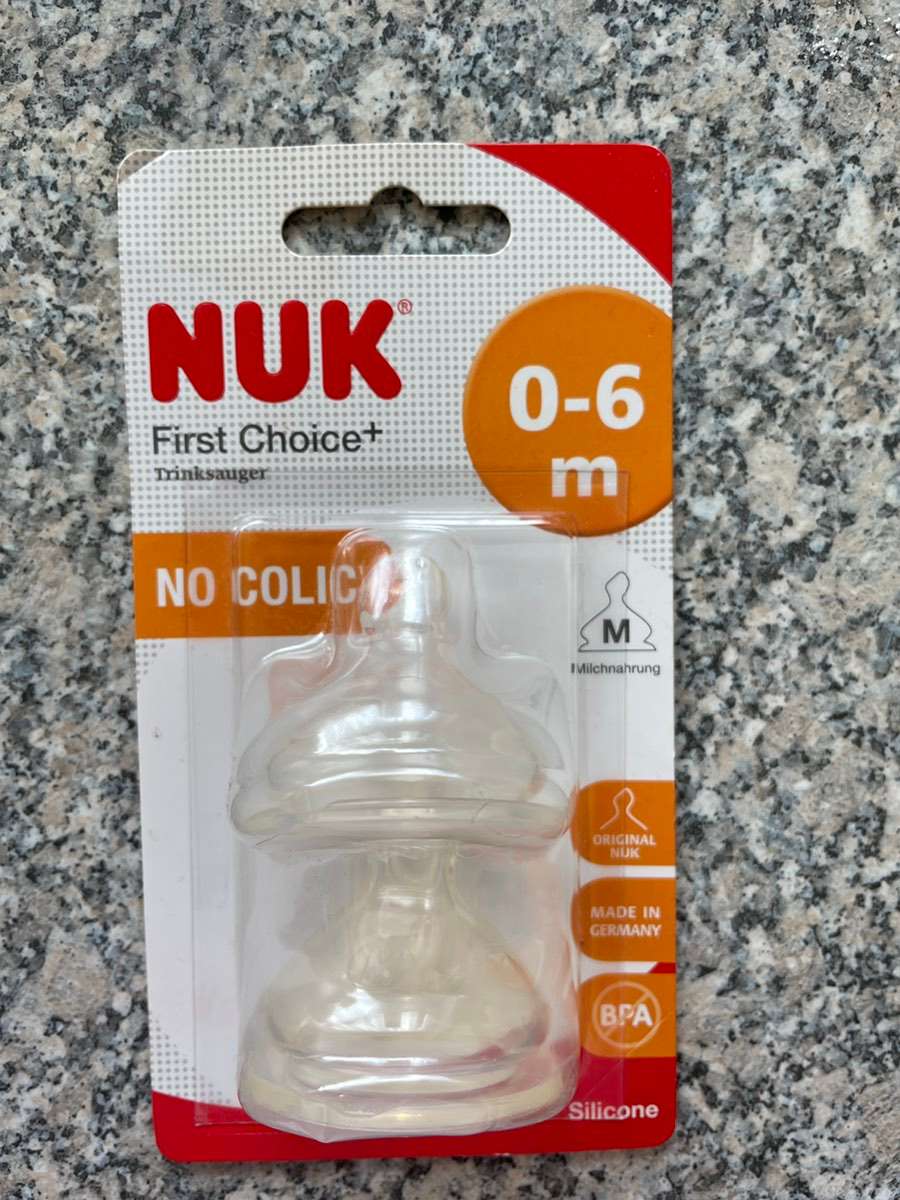 NUK®
0-6
m
First Choice+
Trinksauger
NO COLIC
M
Milchnahrung
ORIGINAL
NUK
MADE IN
GERMANY
BPA
Silicone